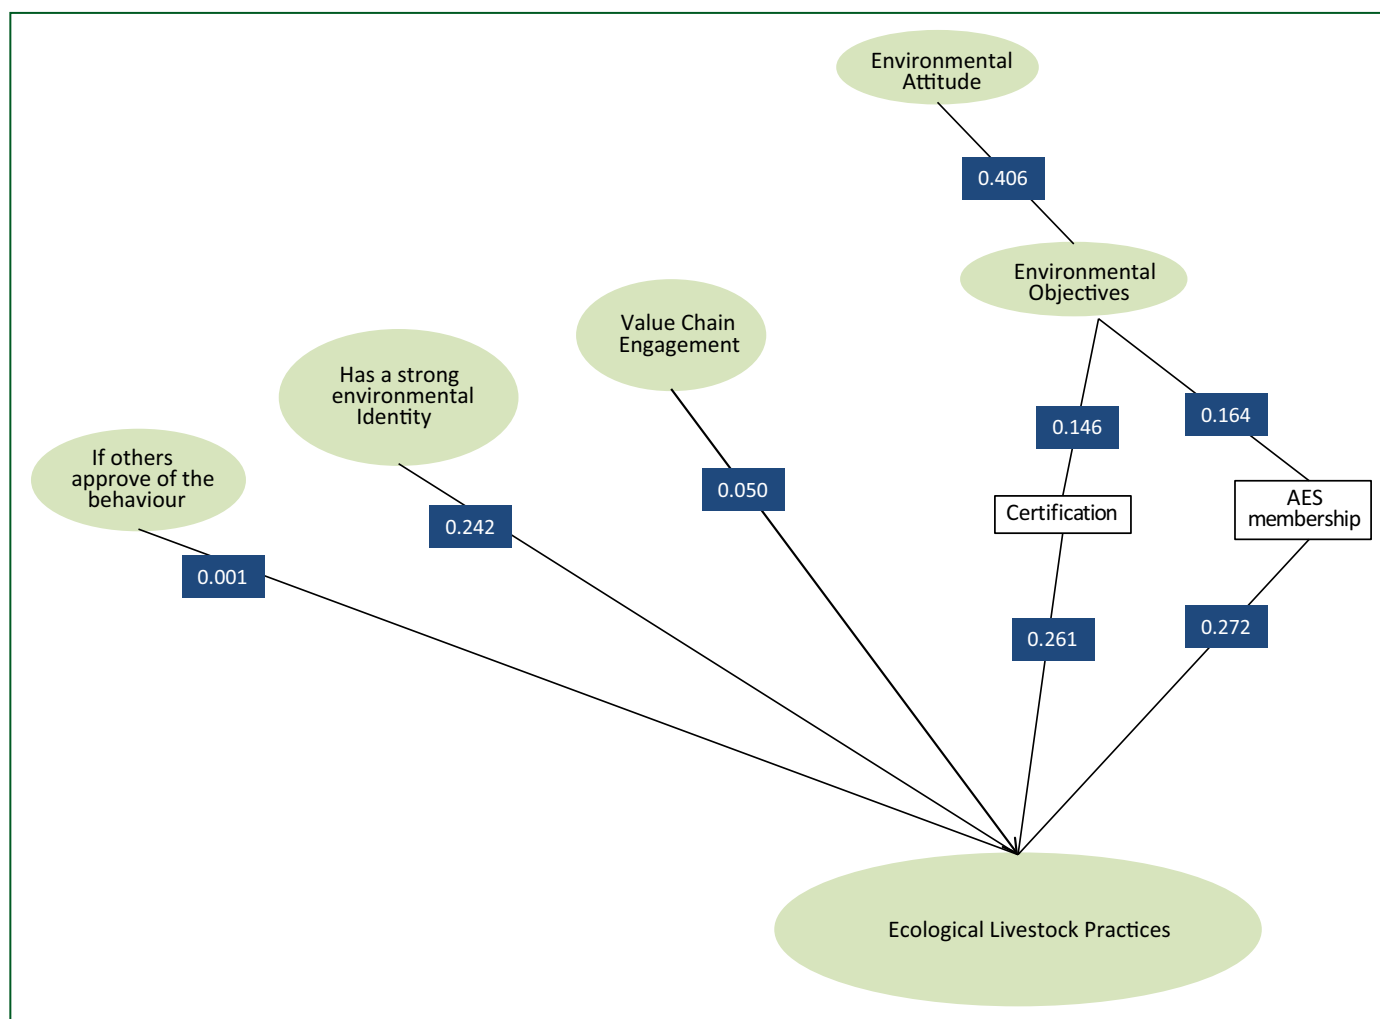 Environmental
Attitude
0.406
Environmental
Objectives
Value Chain
Engagement
Has a strong
environmental
Identity
0.146
0.164
If others
approve of the
behaviour
0.050
Certification
AES
membership
0.242
0.001
0.261
0.272
Ecological Livestock Practices